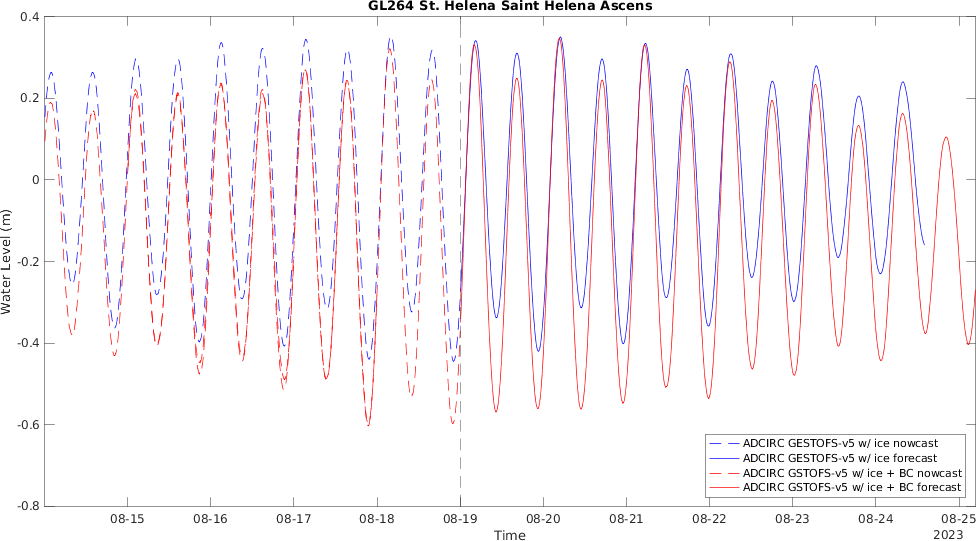 GL264 St. Helena Saint Helena Ascens
0.4
0.2
0
-0.2
-0.4
-0.6
-0.8
Water Level (m)
ADCIRC GESTOFS-v5 w/ ice nowcast
ADCIRC GESTOFS-v5 w/ ice forecast
ADCIRC GSTOFS-v5 w/ ice + BC nowcast
ADCIRC GSTOFS-v5 w/ ice + BC forecast
08-15 08-16 08-17 08-18 08-19 08-20 08-21 08-22 08-23 08-24 08-25
Time
2023